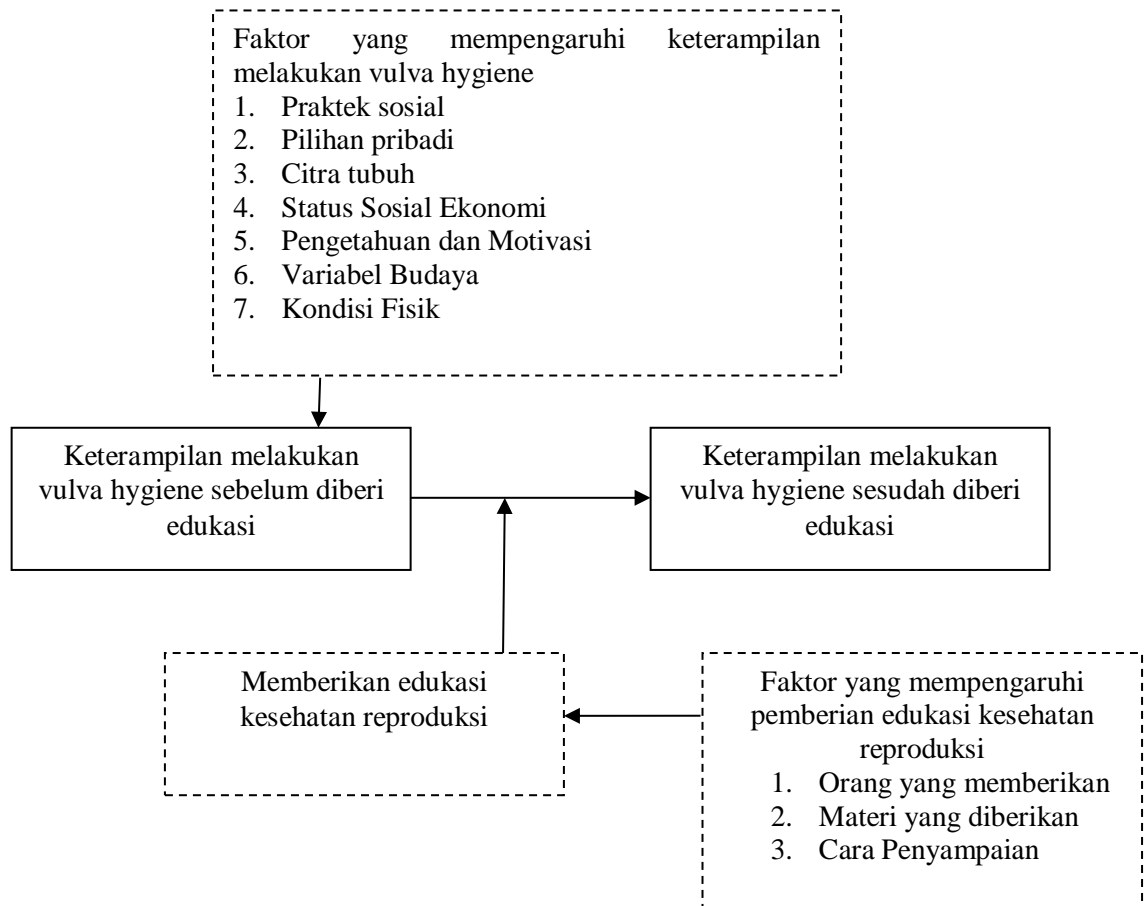 Faktor yang mempengaruhi keterampilan
melakukan vulva hygiene
1. Praktek sosial
2. Pilihan pribadi
3. Citra tubuh
4. Status Sosial Ekonomi
5. Pengetahuan dan Motivasi
6. Variabel Budaya
7. Kondisi Fisik
Keterampilan melakukan
vulva hygiene sebelum diberi
edukasi
Keterampilan melakukan
vulva hygiene sesudah diberi
edukasi
Memberikan edukasi
kesehatan reproduksi
Faktor yang mempengaruhi
pemberian edukasi kesehatan
reproduksi
1. Orang yang memberikan
2. Materi yang diberikan
3. Cara Penyampaian